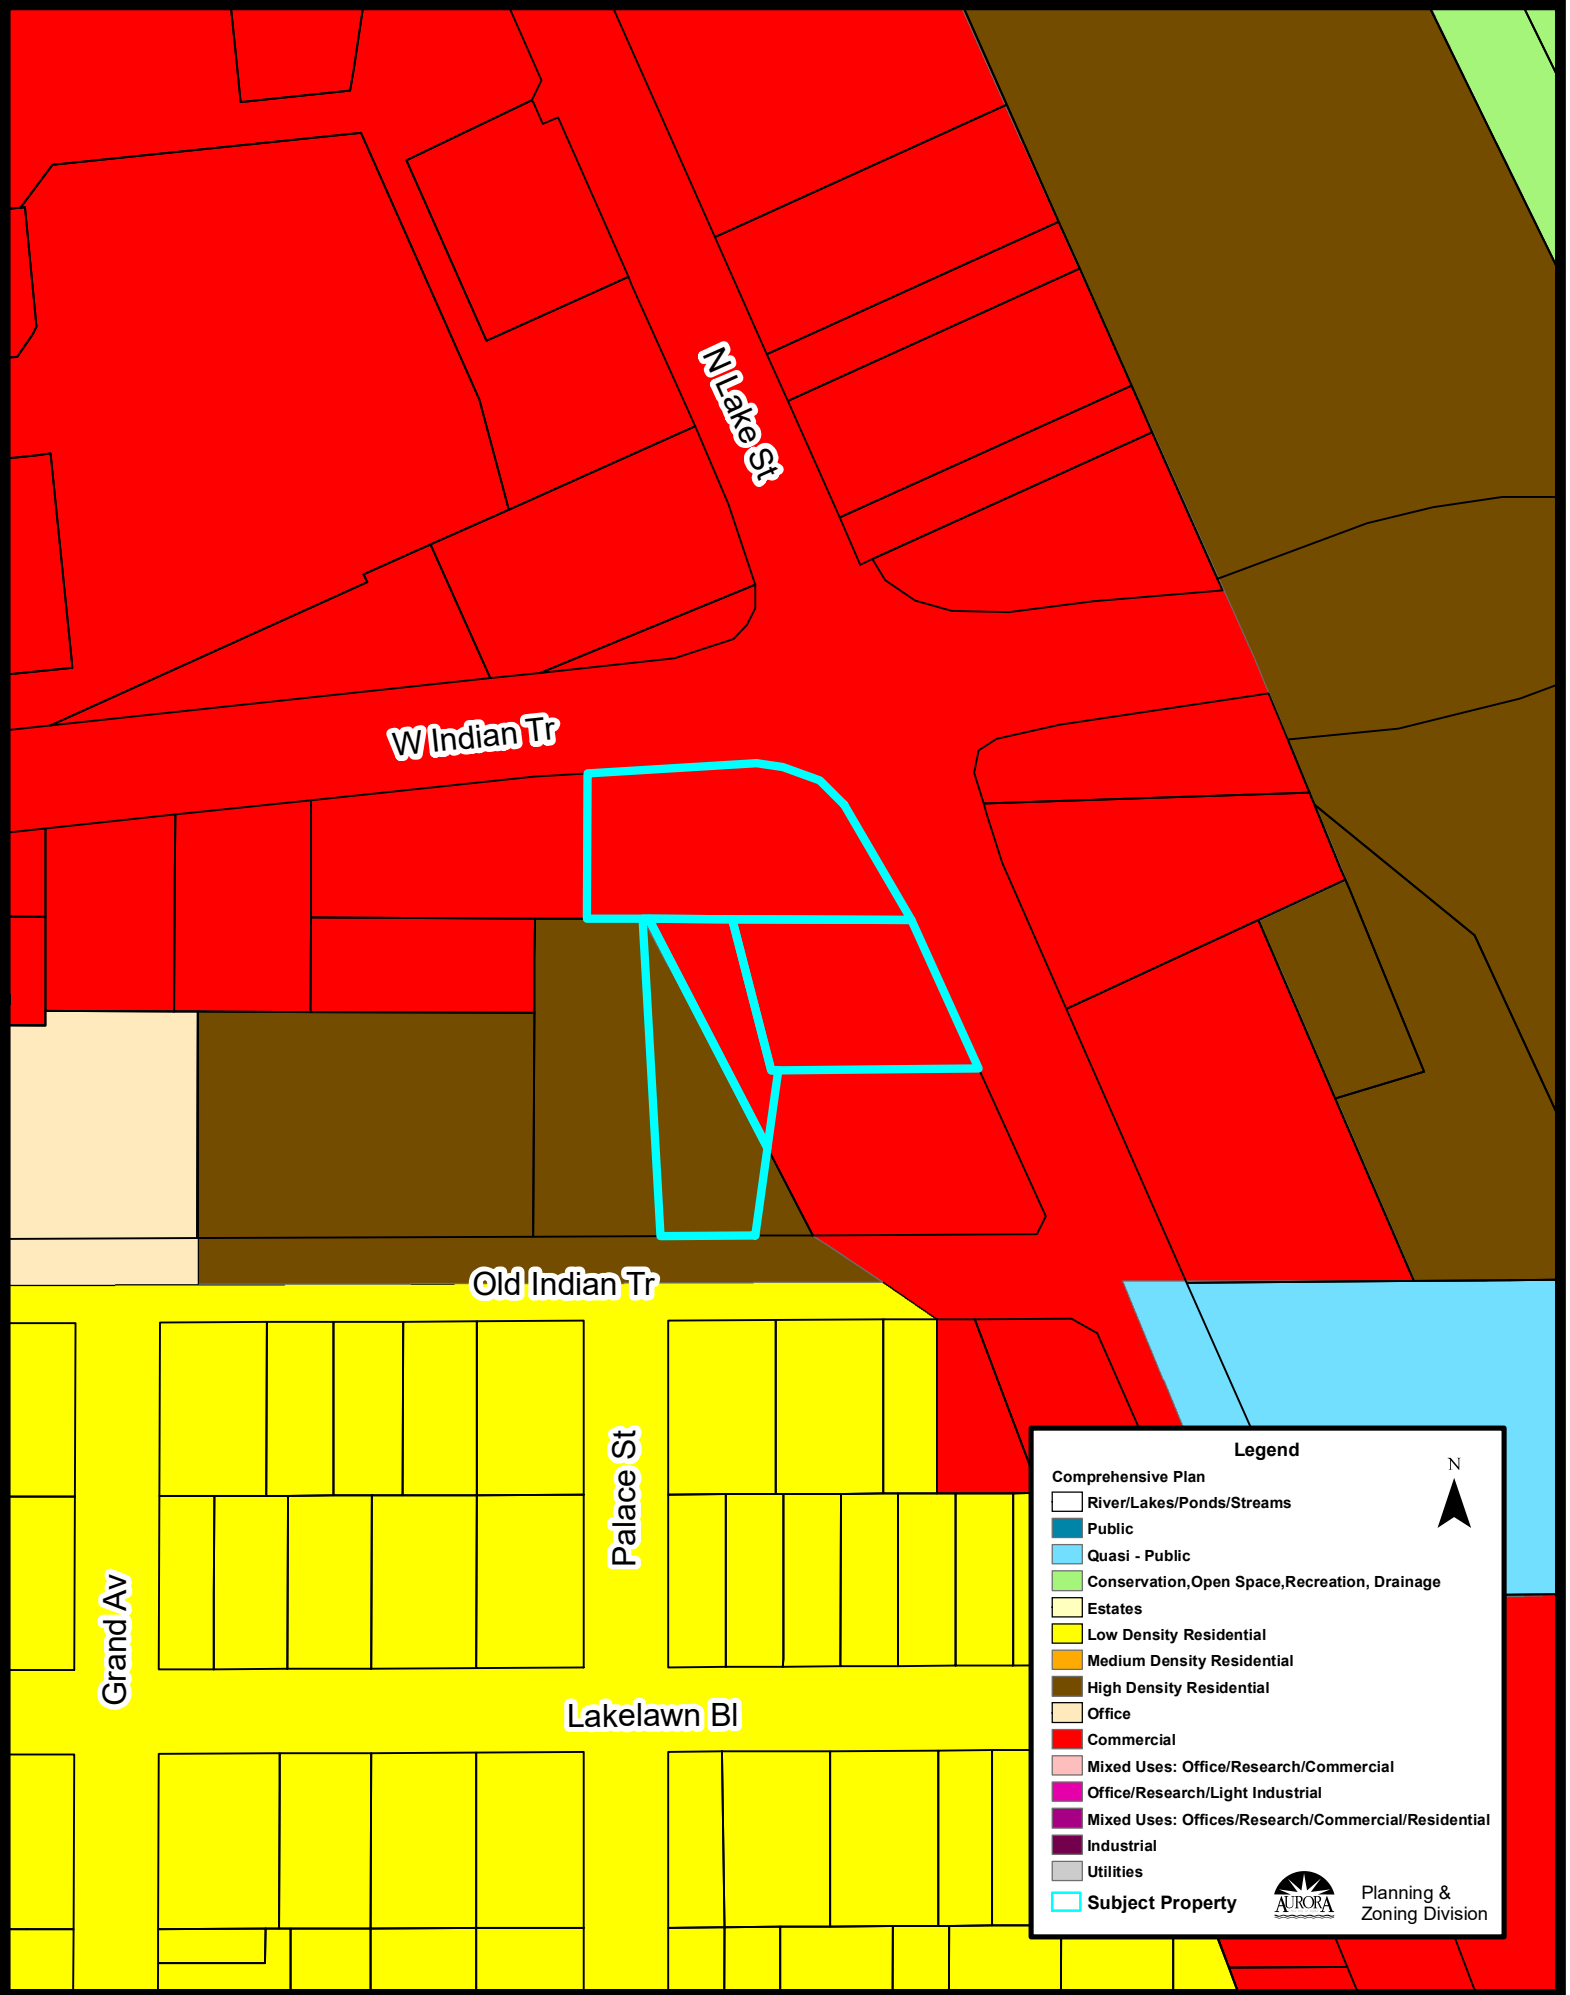 N Lake St
W Indian Tr
Old Indian Tr
Palace St
Grand Av
Lakelawn Bl
Legend
Comprehensive Plan
N
River/Lakes/Ponds/Streams
Public
Quasi - Public
Conservation,Open Space,Recreation, Drainage
Estates
Low Density Residential
Medium Density Residential
High Density Residential
Office
Commercial
Mixed Uses: Office/Research/Commercial
Office/Research/Light Industrial
Mixed Uses: Offices/Research/Commercial/Residential
Industrial
Utilities
Subject Property
AURORA
Planning &
Zoning Division